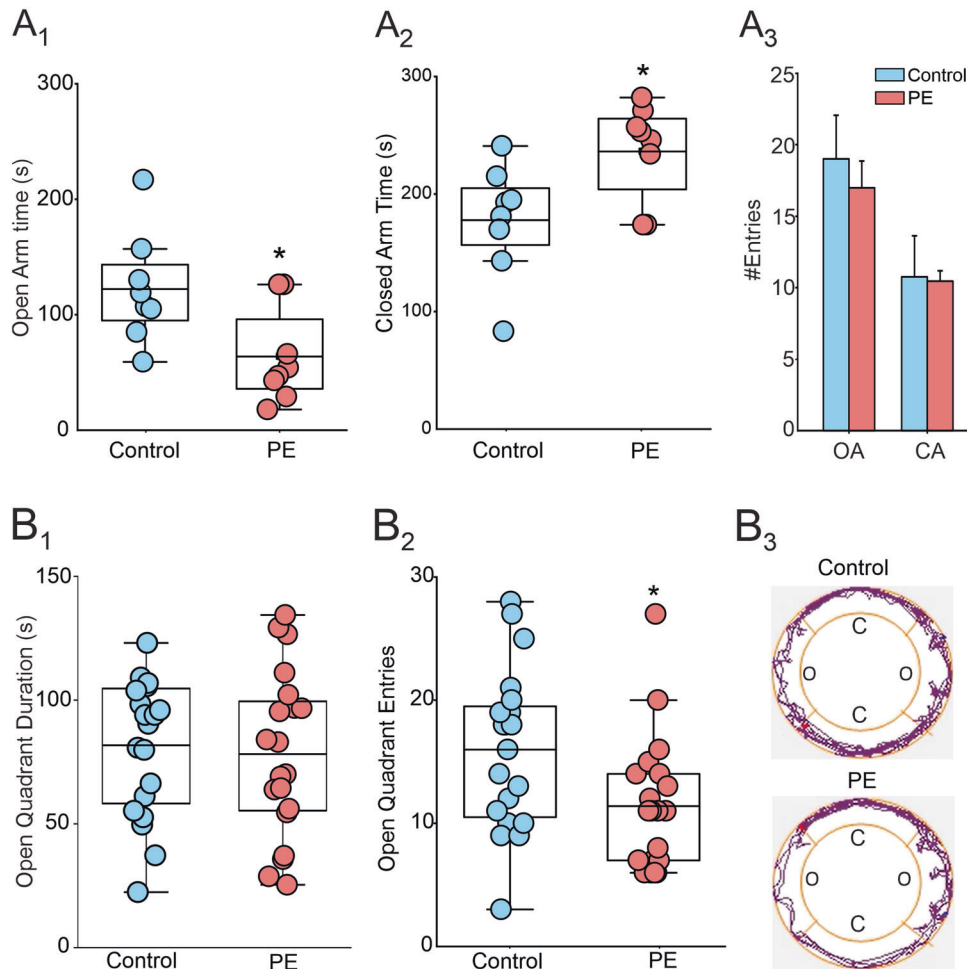 A1
Open Arm time (s)
300
200
100
0
Control
PE
*
A2
Closed Arm Time (s)
300
200
100
0
Control
PE
*
A3
#Entries
25
20
15
10
5
0
OA
CA
Control
PE
B1
Open Quadrant Duration (s)
150
100
50
0
Control
PE
B2
Open Quadrant Entries
30
20
10
0
Control
PE
*
B3
Control
C
O
O
C
PE
C
O
O
C